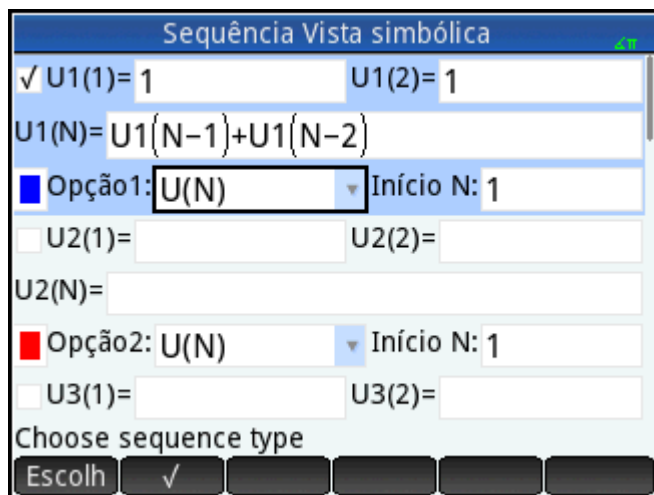 Sequência Vista simbólica
∡π
√ U1(1)= 1 U1(2)= 1
U1(N)= U1(N−1)+U1(N−2)
Opção1: U(N) Início N: 1
U2(1)= U2(2)=
U2(N)=
Opção2: U(N) Início N: 1
U3(1)= U3(2)=
Choose sequence type
Escolh √